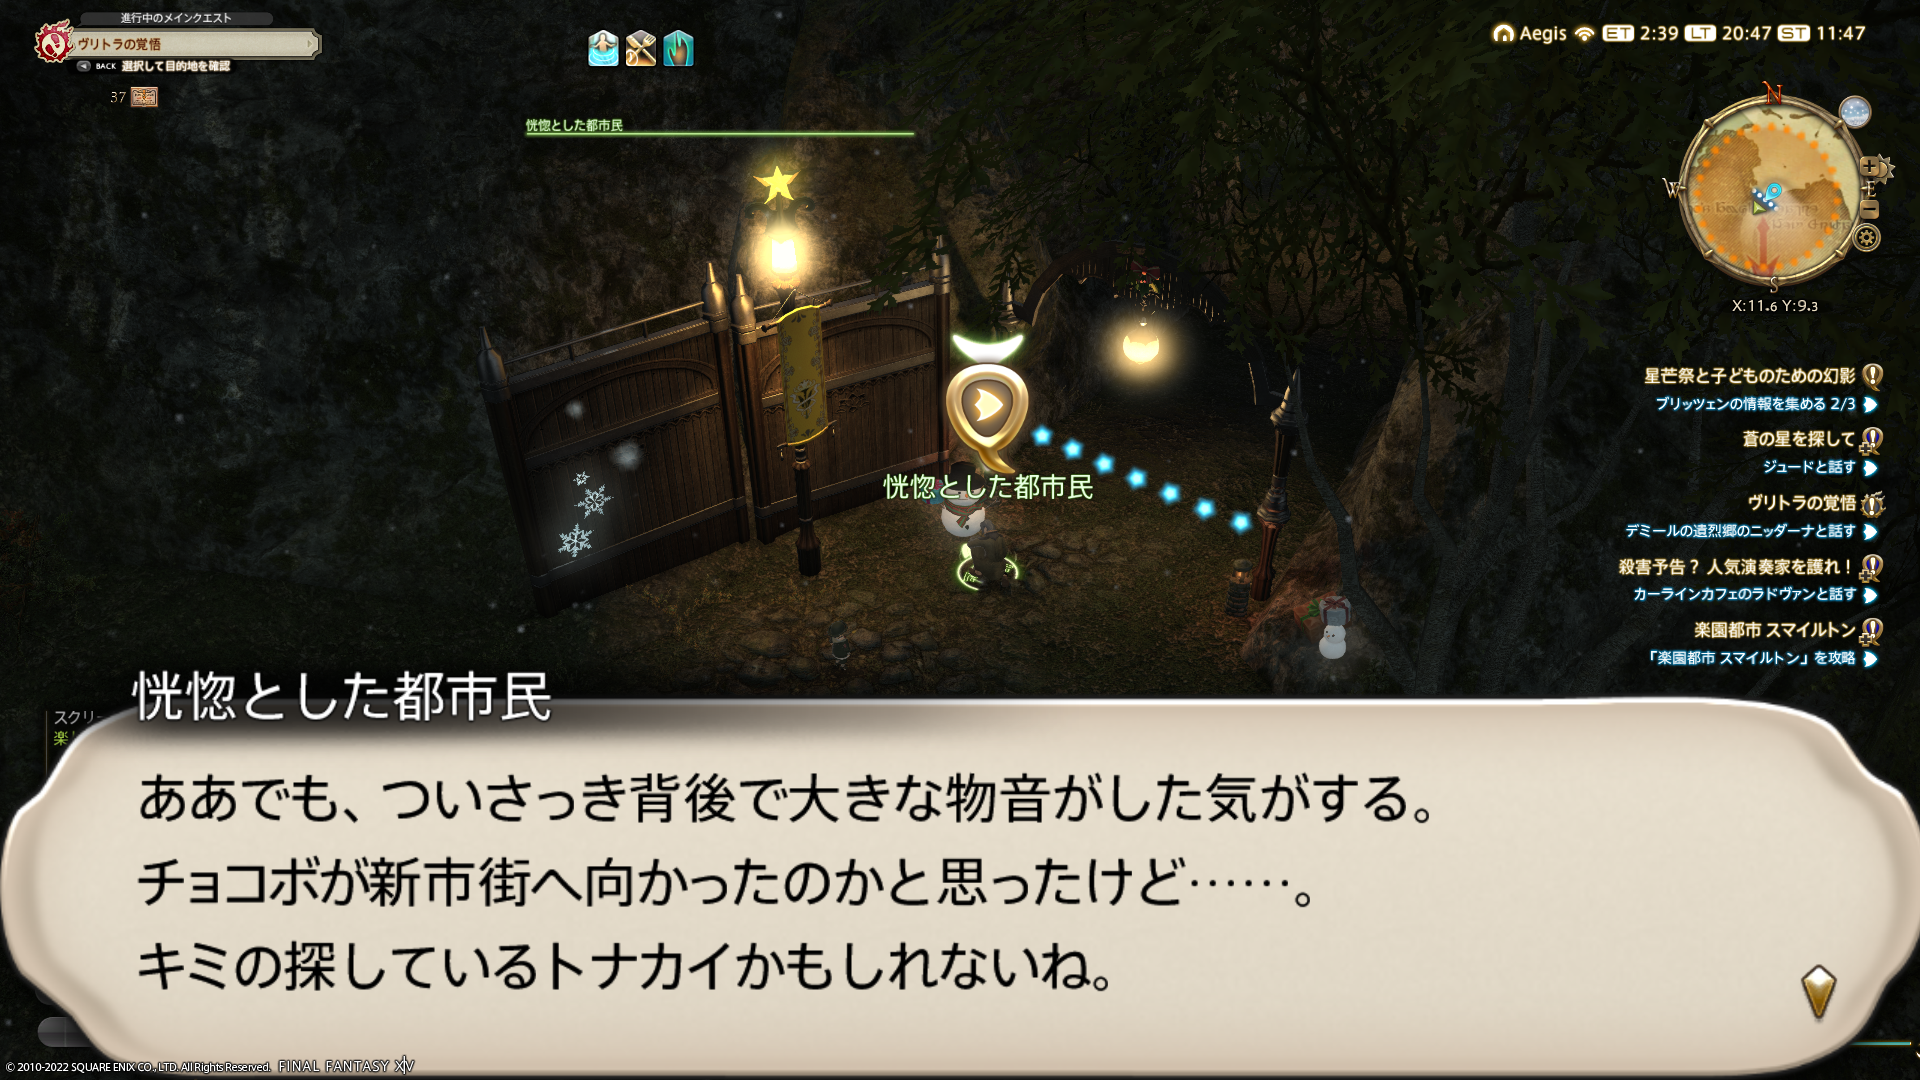 進行中のメインクエスト
ヴリトラの覚悟
BACK 選択して目的地を確認
37
恍惚とした都市民
Aegis ET 2:39 LT 20:47 ST 11:47
N
W
E
S
X:11.6 Y:9.3
星芒祭と子どものための幻影
ブリッツェンの情報を集める 2/3
蒼の星を探して
ジュードと話す
ヴリトラの覚悟
デミールの遺烈郷のニッダーナと話す
殺害予告？ 人気演奏家を護れ！
カーラインカフェのラドヴァンと話す
楽園都市 スマイルトン
「楽園都市 スマイルトン」を攻略
恍惚とした都市民
スクリー
楽
恍惚とした都市民
ああでも、ついさっき背後で大きな物音がした気がする。
チョコボが新市街へ向かったのかと思ったけど……。
キミの探しているトナカイかもしれないね。
© 2010-2022 SQUARE ENIX CO., LTD. All Rights Reserved. FINAL FANTASY XIV